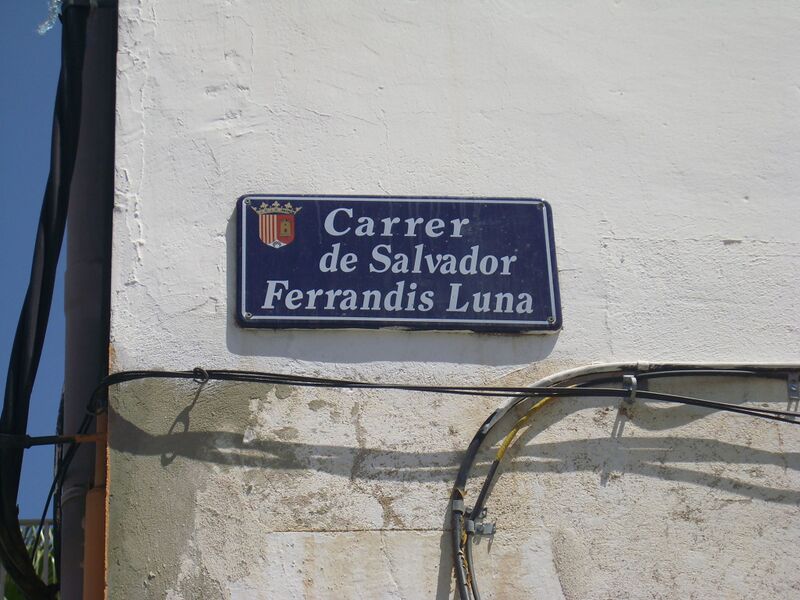 Carrer
de Salvador
Ferrandis Luna